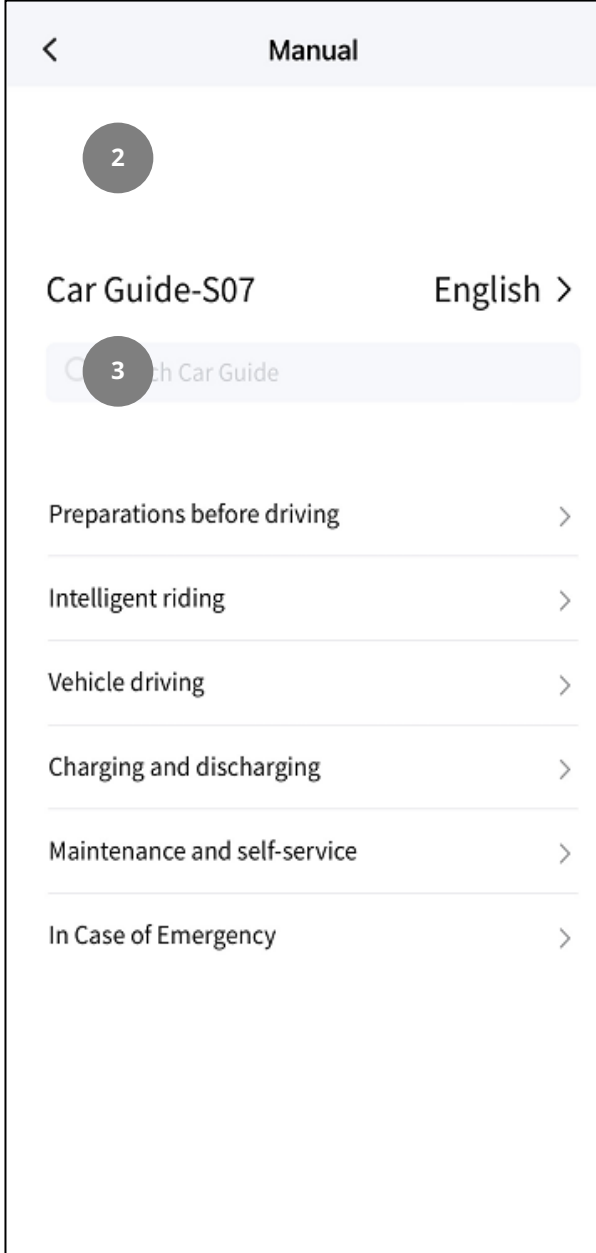 Manual
2
Car Guide-S07 English
3 Car Guide
Preparations before driving
Intelligent riding
Vehicle driving
Charging and discharging
Maintenance and self-service
In Case of Emergency